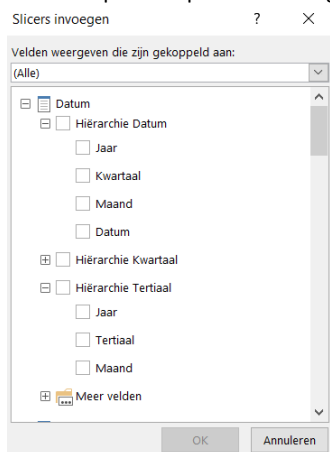 Slicers invoegen ? ×
Velden weergeven die zijn gekoppeld aan:
(Alle)
Datum
Hiërarchie Datum
Jaar
Kwartaal
Maand
Datum
Hiërarchie Kwartaal
Hiërarchie Tertiaal
Jaar
Tertiaal
Maand
Meer velden
OK Annuleren